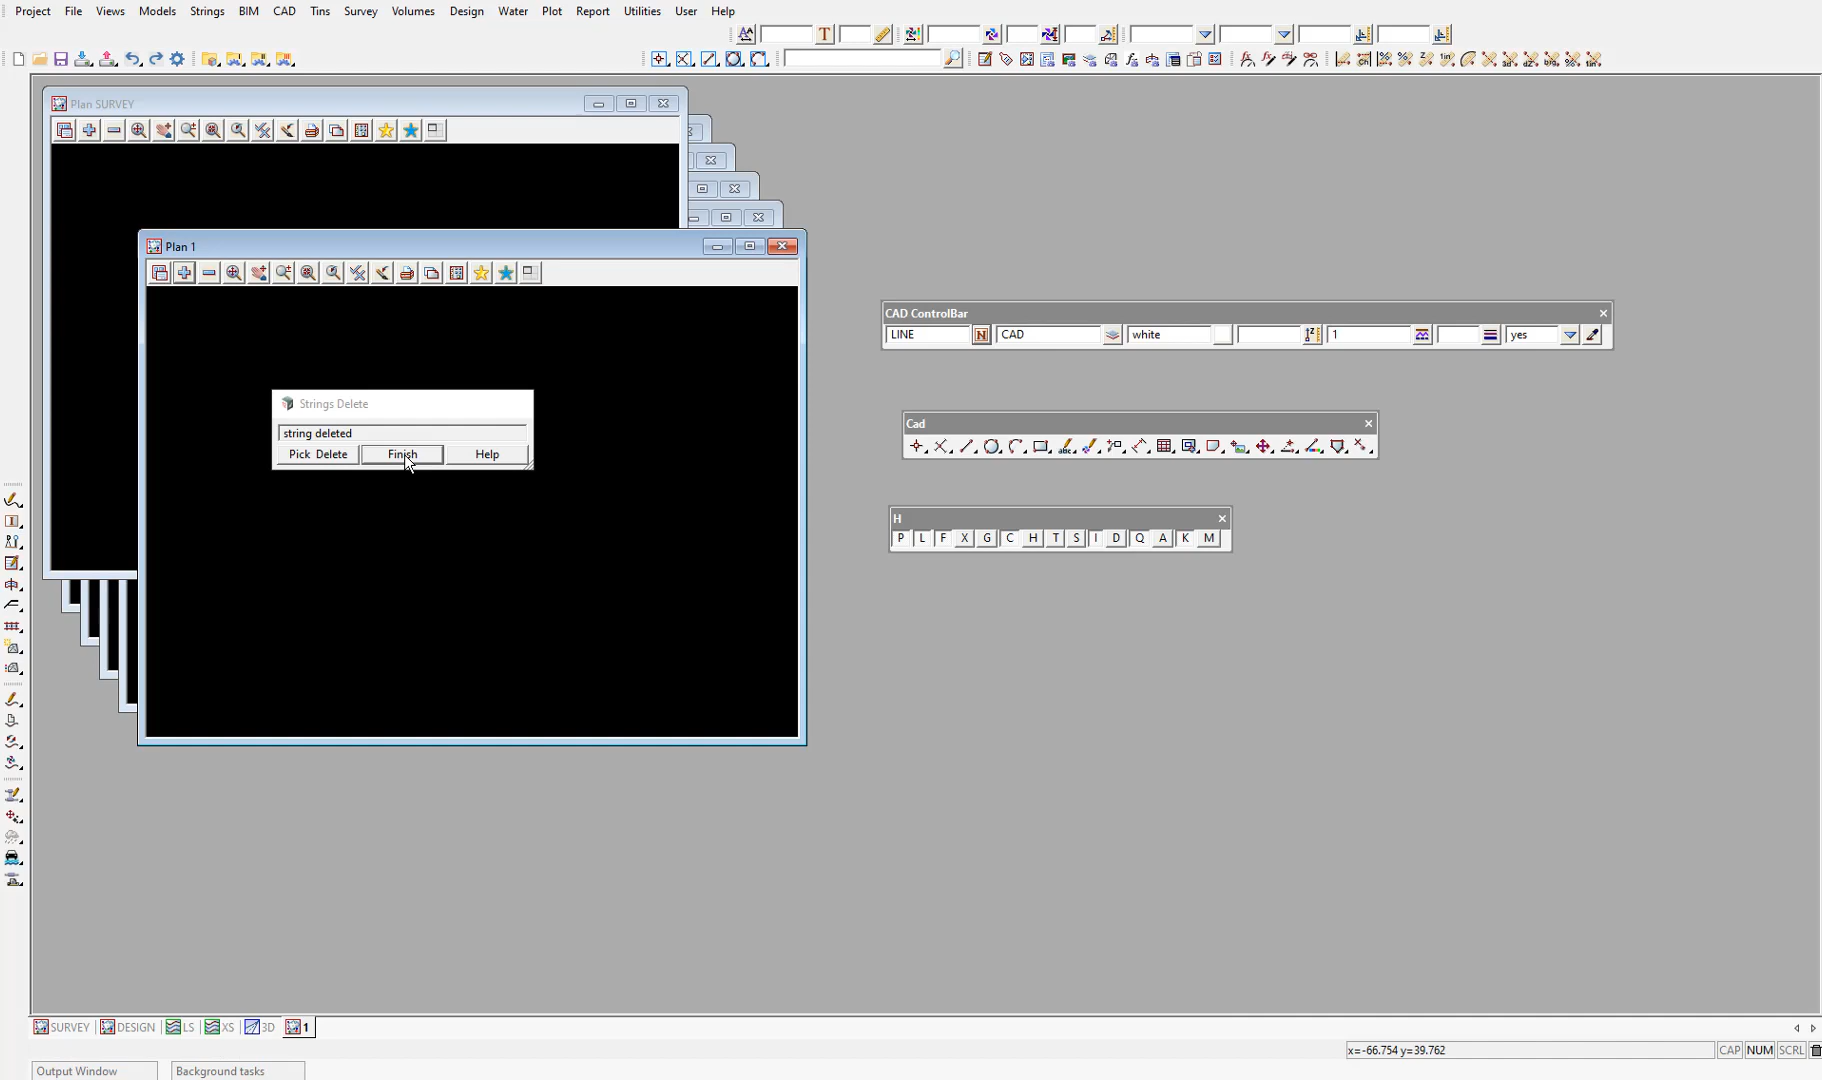 Project File Views Models Strings BIM CAD Tins Survey Volumes Design Water Plot Report Utilities User Help
Plan SURVEY
Plan 1
Strings Delete
string deleted
Pick Delete Finish Help
CAD ControlBar
LINE N CAD white 1 yes
Cad
H
P L F X G C H T S I D Q A K M
SURVEY DESIGN LS XS 3D 1
x=-66.754 y=39.762 CAP NUM SCRL
Output Window Background tasks